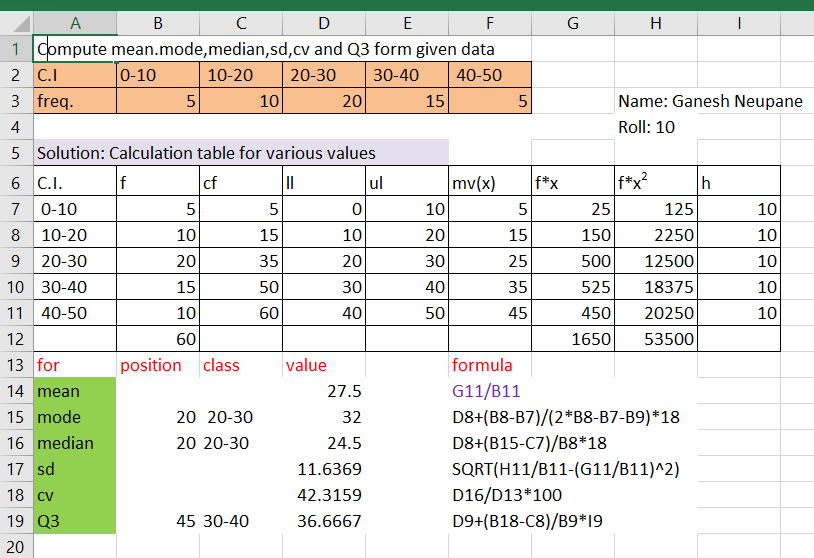 A B C D E F G H I
1 Compute mean.mode,median,sd,cv and Q3 form given data
2 C.I 0-10 10-20 20-30 30-40 40-50
3 freq. 5 10 20 15 5 Name: Ganesh Neupane
4 Roll: 10
5 Solution: Calculation table for various values
6 C.I. f cf ll ul mv(x) f*x f*x² h
7 0-10 5 5 0 10 5 25 125 10
8 10-20 10 15 10 20 15 150 2250 10
9 20-30 20 35 20 30 25 500 12500 10
10 30-40 15 50 30 40 35 525 18375 10
11 40-50 10 60 40 50 45 450 20250 10
12 60 1650 53500
13 for position class value formula
14 mean 27.5 G11/B11
15 mode 20 20-30 32 D8+(B8-B7)/(2*B8-B7-B9)*18
16 median 20 20-30 24.5 D8+(B15-C7)/B8*18
17 sd 11.6369 SQRT(H11/B11-(G11/B11)^2)
18 cv 42.3159 D16/D13*100
19 Q3 45 30-40 36.6667 D9+(B18-C8)/B9*I9
20